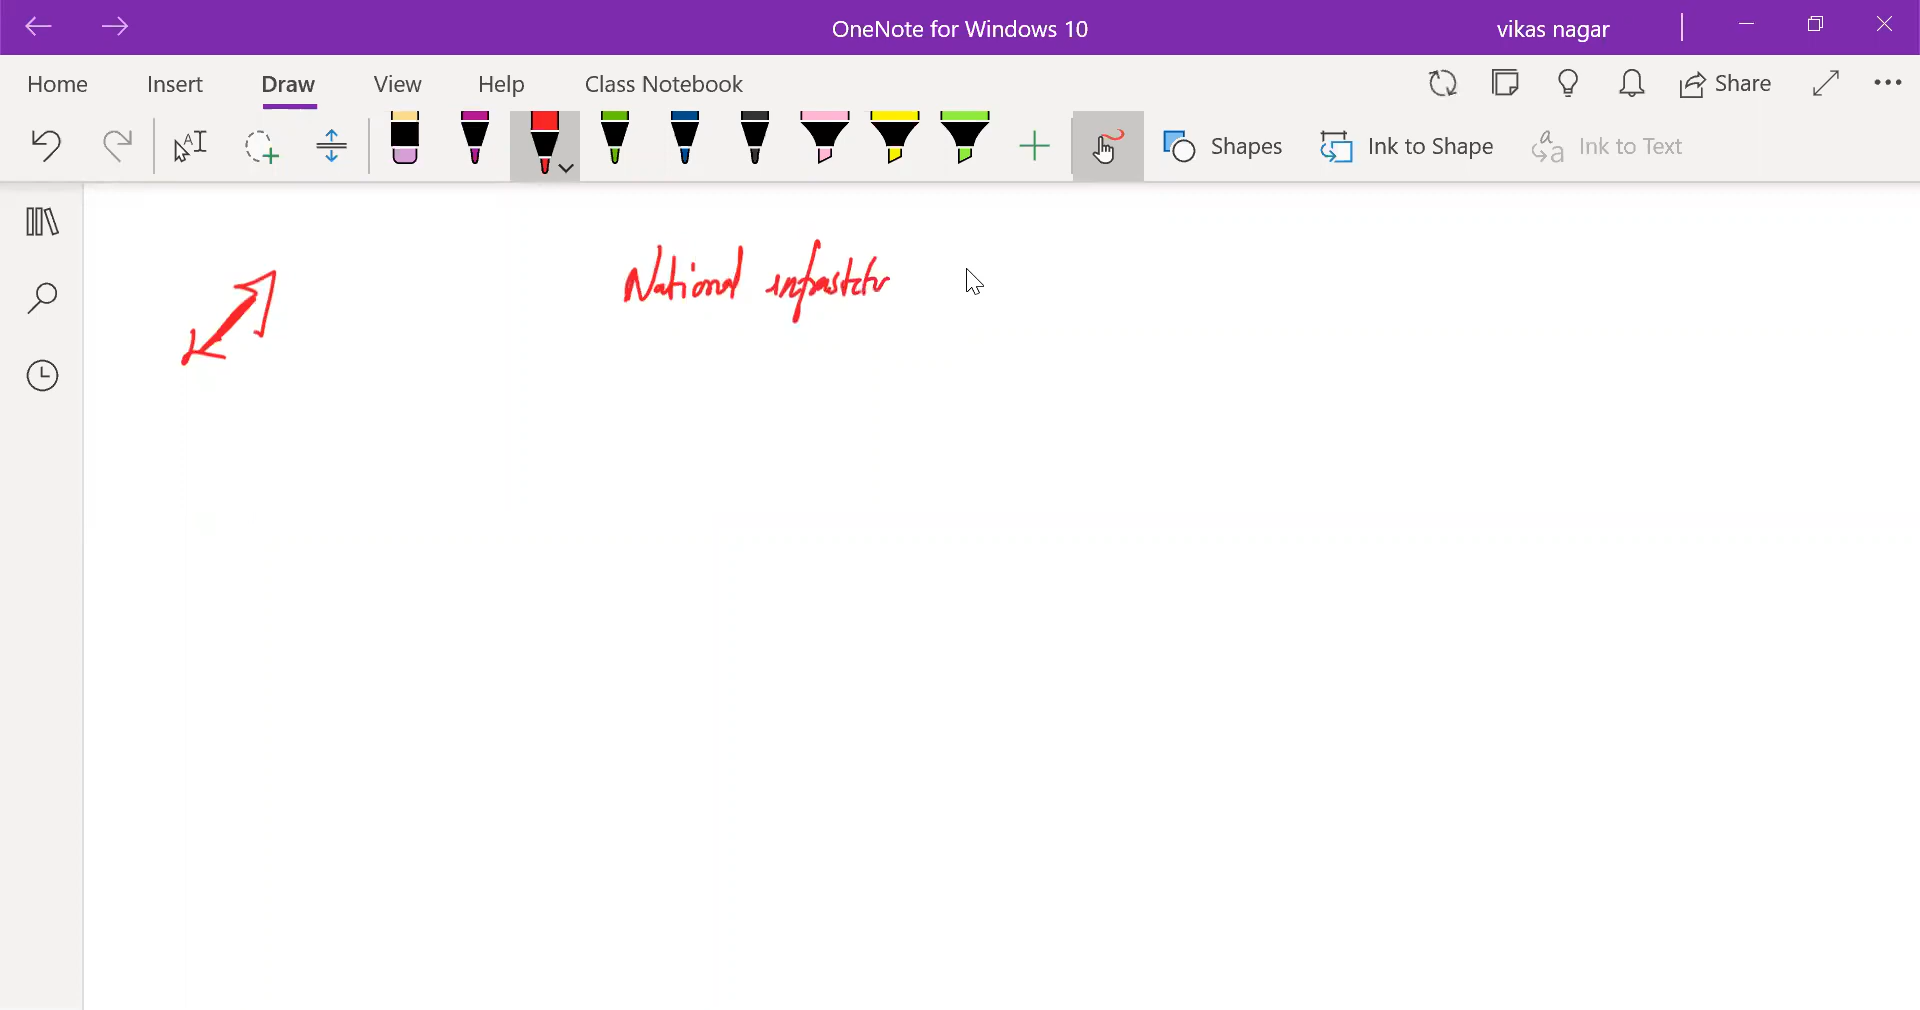 OneNote for Windows 10
vikas nagar
Home Insert Draw View Help Class Notebook
Share
Shapes Ink to Shape Ink to Text
National